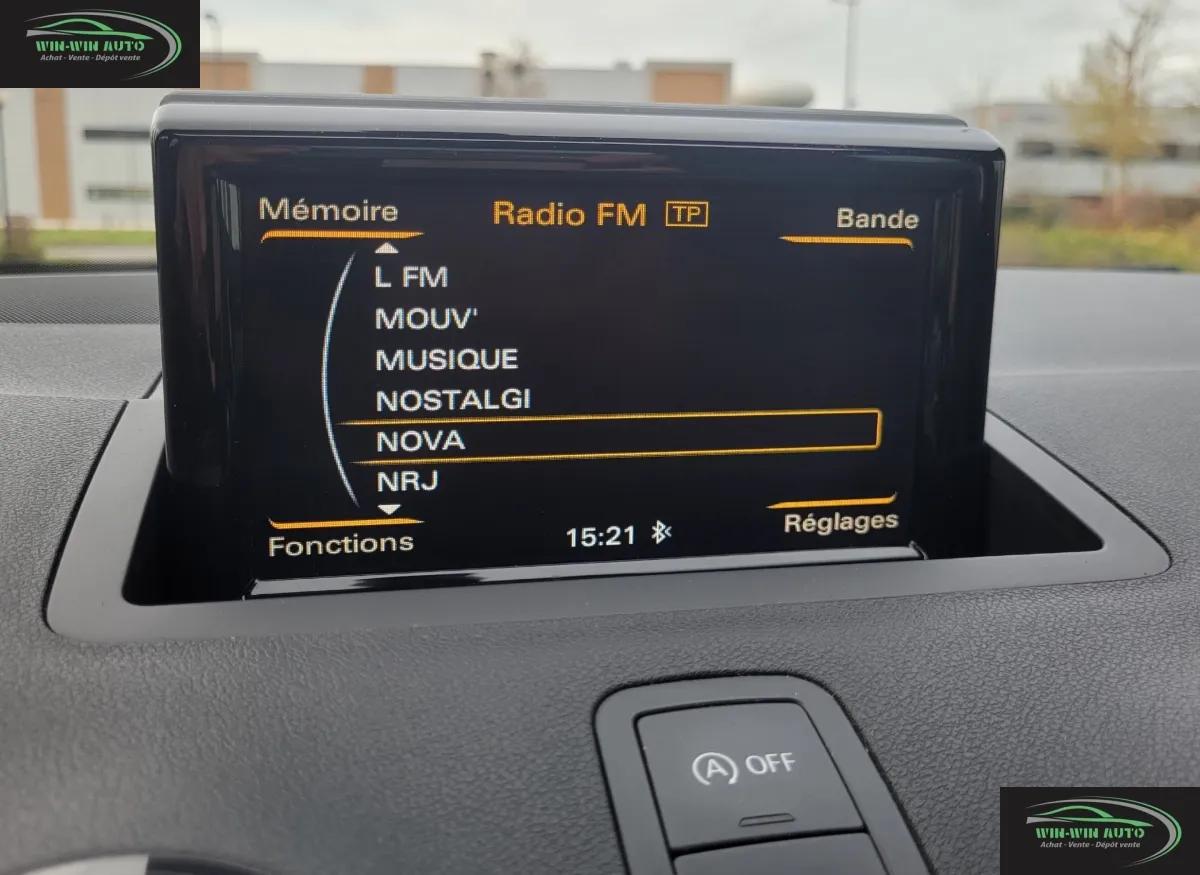 WIN-WIN AUTO
Achat - Vente - Dépôt vente
Mémoire
Radio FM TP
Bande
L FM
MOUV'
MUSIQUE
NOSTALGI
NOVA
NRJ
Fonctions
15:21
Réglages
A OFF
WIN-WIN AUTO
Achat - Vente - Dépôt vente